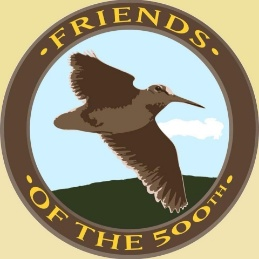 • FRIENDS •
OF THE 500TH